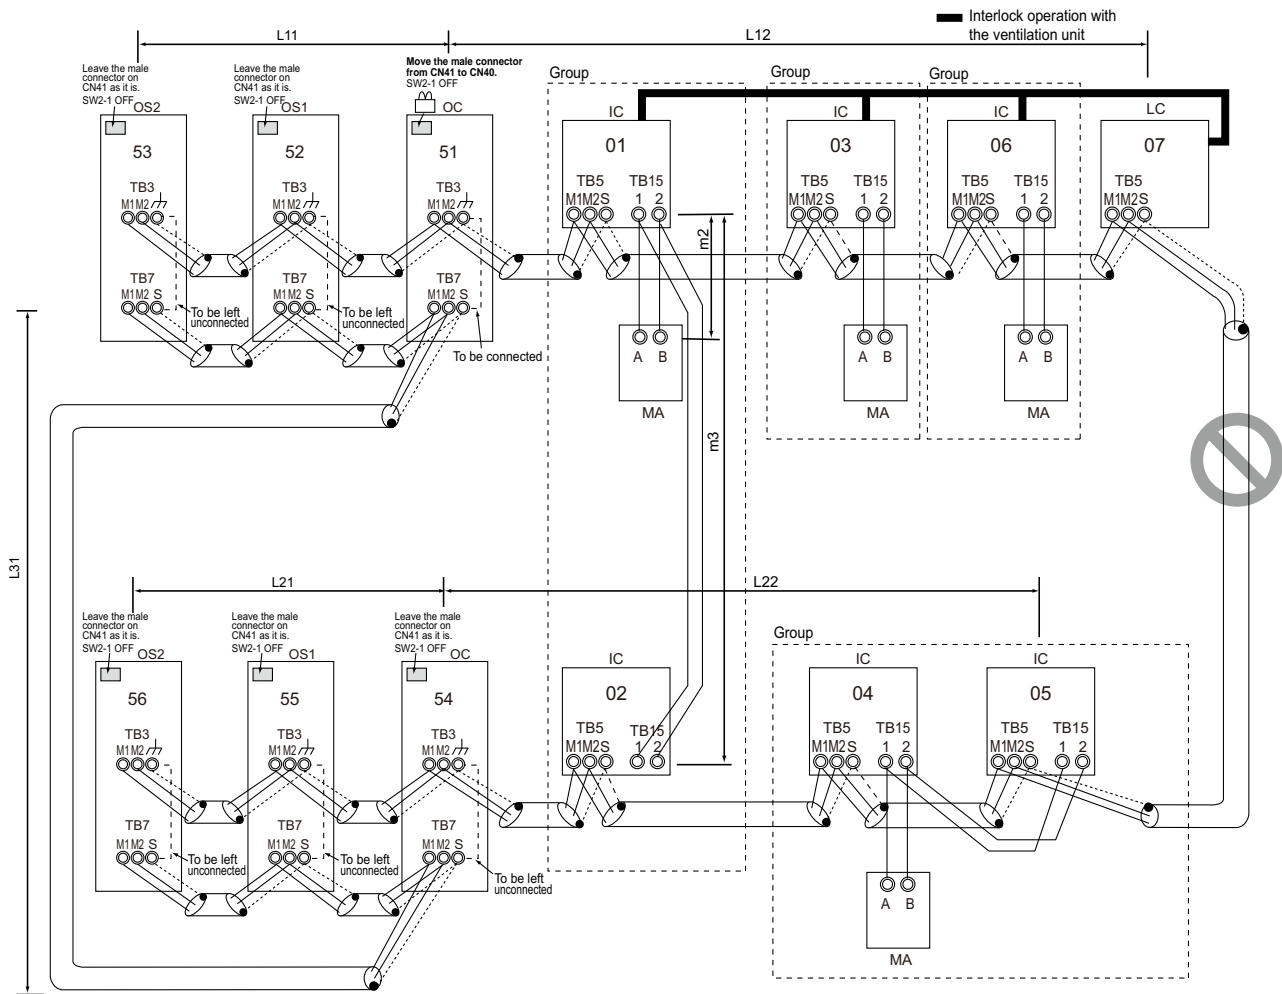 Interlock operation with
the ventilation unit
L11
L12
Leave the male
connector on
CN41 as it is.
SW2-1 OFF
OS2
Leave the male
connector on
CN41 as it is.
SW2-1 OFF
OS1
Move the male connector
from CN41 to CN40.
SW2-1 OFF
OC
Group
Group
Group
IC
IC
IC
LC
53
52
51
01
03
06
07
TB3
TB3
TB3
TB5 TB15
TB5 TB15
TB5 TB15
TB5
M1M2
M1M2
M1M2
M1M2S 1 2
M1M2S 1 2
M1M2S 1 2
M1M2S
m2
TB7
TB7
TB7
M1M2 S
M1M2 S
M1M2 S
To be left
unconnected
To be left
unconnected
To be connected
A B
MA
A B
MA
A B
MA
m3
L31
L21
L22
Leave the male
connector on
CN41 as it is.
SW2-1 OFF
OS2
Leave the male
connector on
CN41 as it is.
SW2-1 OFF
OS1
Leave the male
connector on
CN41 as it is.
SW2-1 OFF
OC
Group
IC
IC
IC
56
55
54
02
04
05
TB3
TB3
TB3
TB5 TB15
TB5 TB15
TB5 TB15
M1M2
M1M2
M1M2
M1M2S 1 2
M1M2S 1 2
M1M2S 1 2
TB7
TB7
TB7
M1M2 S
M1M2 S
M1M2 S
To be left
unconnected
To be left
unconnected
To be left
unconnected
A B
MA